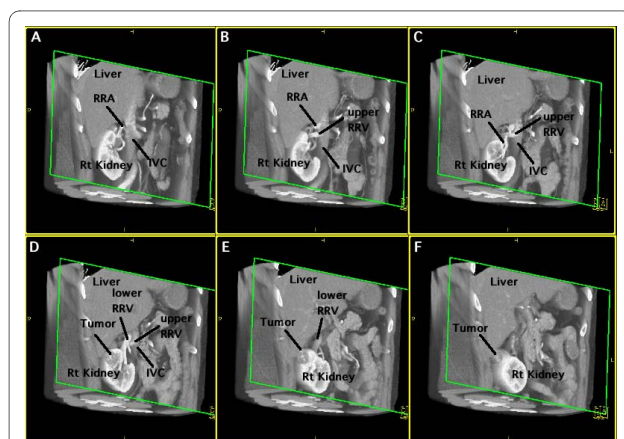 A
Liver
RRA
Rt Kidney
IVC
B
Liver
RRA
upper
RRV
Rt Kidney
IVC
C
Liver
RRA
upper
RRV
Rt Kidney
IVC
D
Liver
lower
RRV
Tumor
upper
RRV
Rt Kidney
IVC
E
Liver
lower
RRV
Tumor
Rt Kidney
F
Liver
Tumor
Rt Kidney